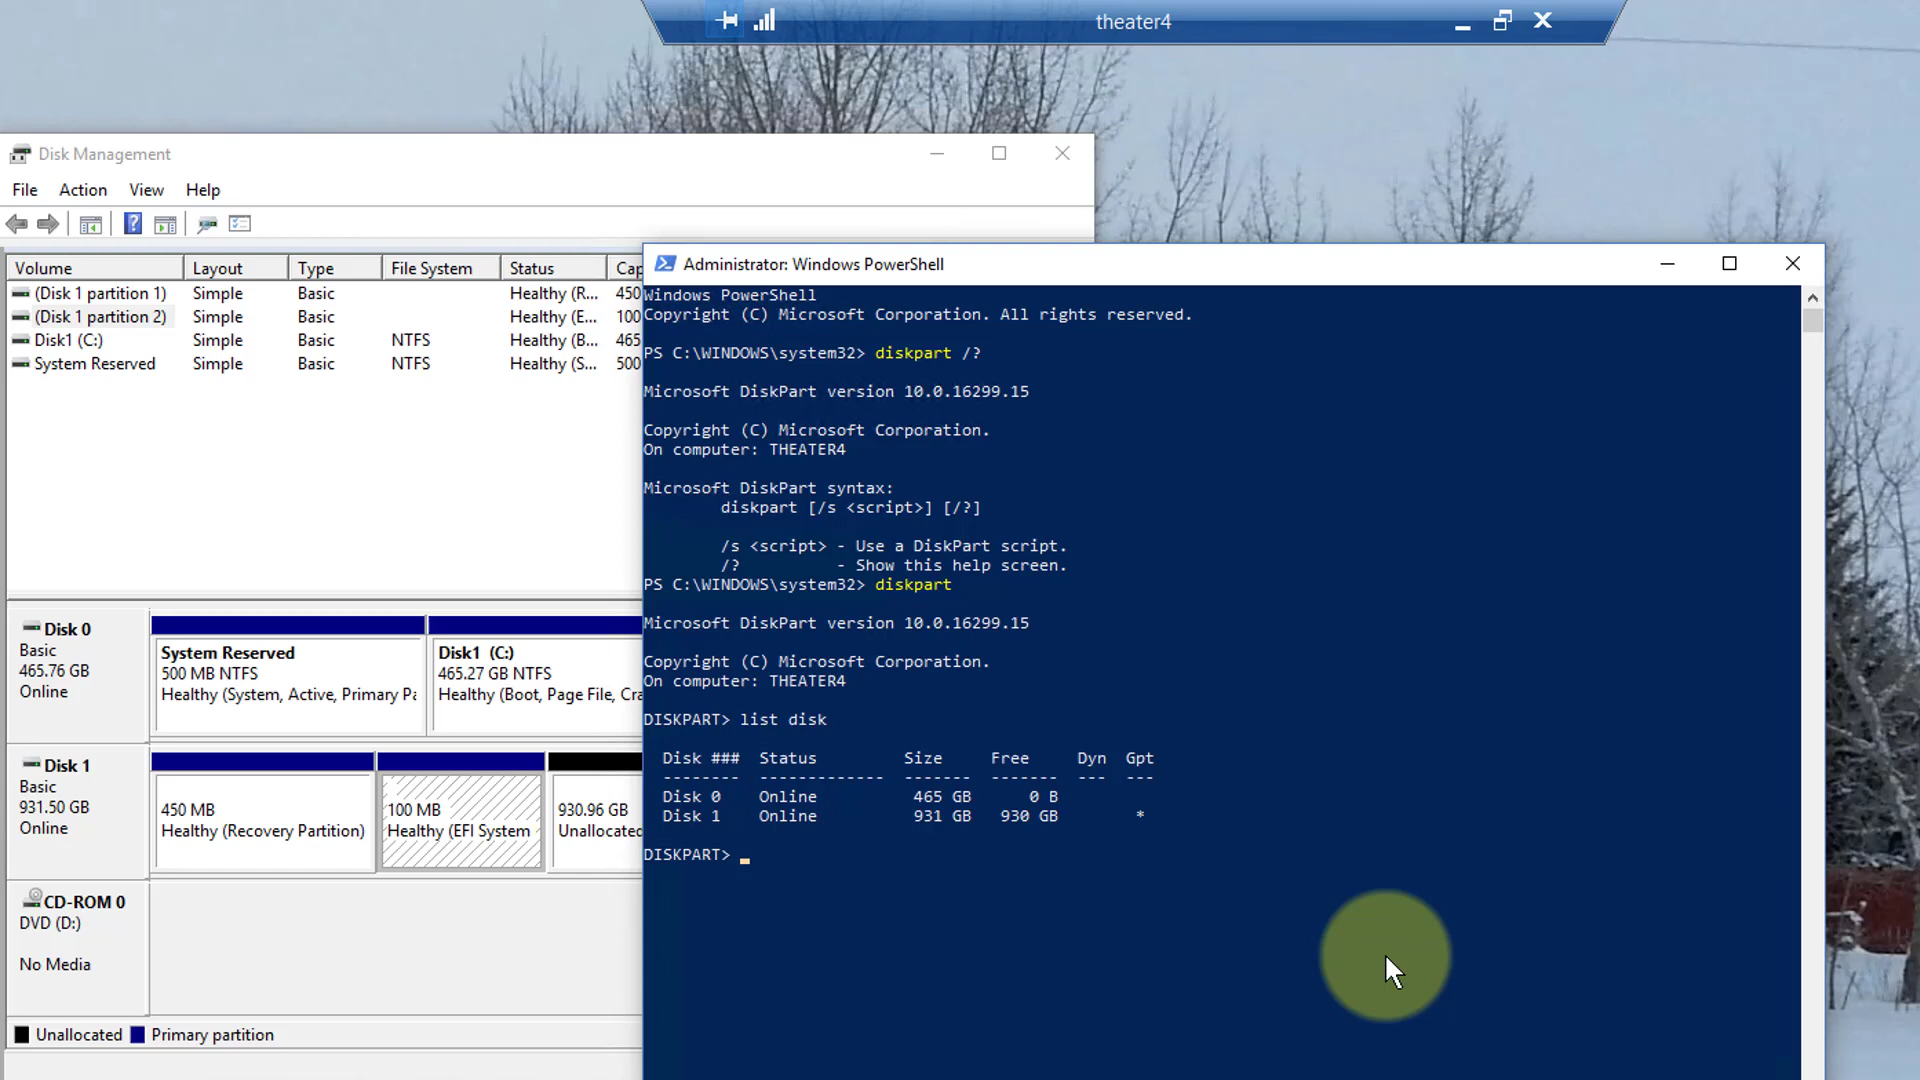 theater4
Disk Management
File Action View Help
Volume Layout Type File System Status Cap
(Disk 1 partition 1) Simple Basic Healthy (R... 450
(Disk 1 partition 2) Simple Basic Healthy (E... 100
Disk1 (C:) Simple Basic NTFS Healthy (B... 465
System Reserved Simple Basic NTFS Healthy (S... 500
Disk 0
Basic
465.76 GB
Online
System Reserved
500 MB NTFS
Healthy (System, Active, Primary Pa
Disk1 (C:)
465.27 GB NTFS
Healthy (Boot, Page File, Cra
Disk 1
Basic
931.50 GB
Online
450 MB
Healthy (Recovery Partition)
100 MB
Healthy (EFI System
930.96 GB
Unallocated
CD-ROM 0
DVD (D:)
No Media
Unallocated Primary partition
Administrator: Windows PowerShell
Windows PowerShell
Copyright (C) Microsoft Corporation. All rights reserved.
PS C:\WINDOWS\system32> diskpart /?
Microsoft DiskPart version 10.0.16299.15
Copyright (C) Microsoft Corporation.
On computer: THEATER4
Microsoft DiskPart syntax:
diskpart [/s <script>] [/?]
/s <script> - Use a DiskPart script.
/? - Show this help screen.
PS C:\WINDOWS\system32> diskpart
Microsoft DiskPart version 10.0.16299.15
Copyright (C) Microsoft Corporation.
On computer: THEATER4
DISKPART> list disk
Disk ### Status Size Free Dyn Gpt
-------- ------------- ------- ------- --- ---
Disk 0 Online 465 GB 0 B
Disk 1 Online 931 GB 930 GB *
DISKPART> _